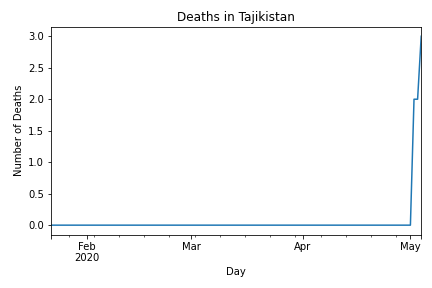 Deaths in Tajikistan
Number of Deaths
3.0
2.5
2.0
1.5
1.0
0.5
0.0
Feb
2020
Mar
Apr
May
Day